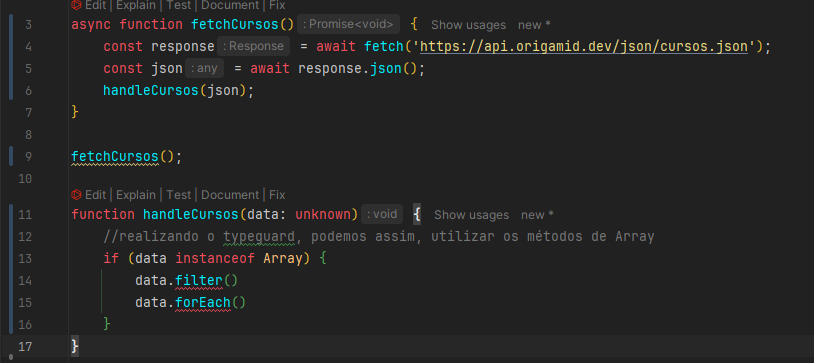 Edit | Explain | Test | Document | Fix
3 async function fetchCursos() : Promise<void> { Show usages new *
4 const response : Response = await fetch('https://api.origamid.dev/json/cursos.json');
5 const json : any = await response.json();
6 handleCursos(json);
7 }
8
9 fetchCursos();
10
Edit | Explain | Test | Document | Fix
11 function handleCursos(data: unknown) : void { Show usages new *
12 //realizando o typeguard, podemos assim, utilizar os métodos de Array
13 if (data instanceof Array) {
14 data.filter()
15 data.forEach()
16 }
17 }